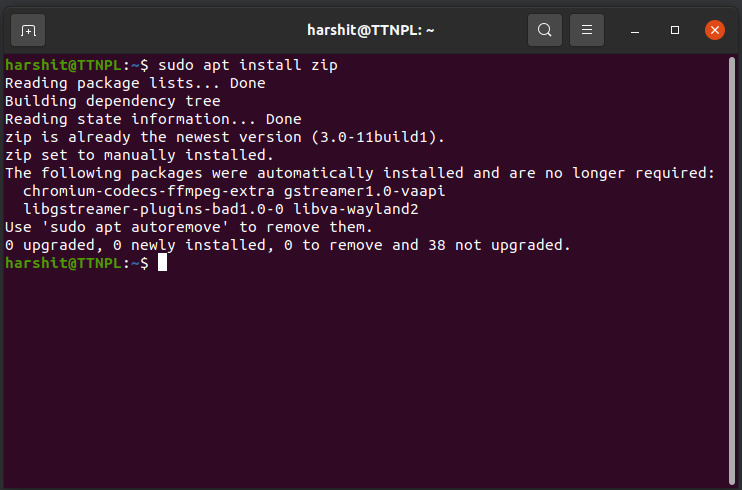 harshit@TTNPL: ~
harshit@TTNPL:~$ sudo apt install zip
Reading package lists... Done
Building dependency tree
Reading state information... Done
zip is already the newest version (3.0-11build1).
zip set to manually installed.
The following packages were automatically installed and are no longer required:
  chromium-codecs-ffmpeg-extra gstreamer1.0-vaapi
  libgstreamer-plugins-bad1.0-0 libva-wayland2
Use 'sudo apt autoremove' to remove them.
0 upgraded, 0 newly installed, 0 to remove and 38 not upgraded.
harshit@TTNPL:~$